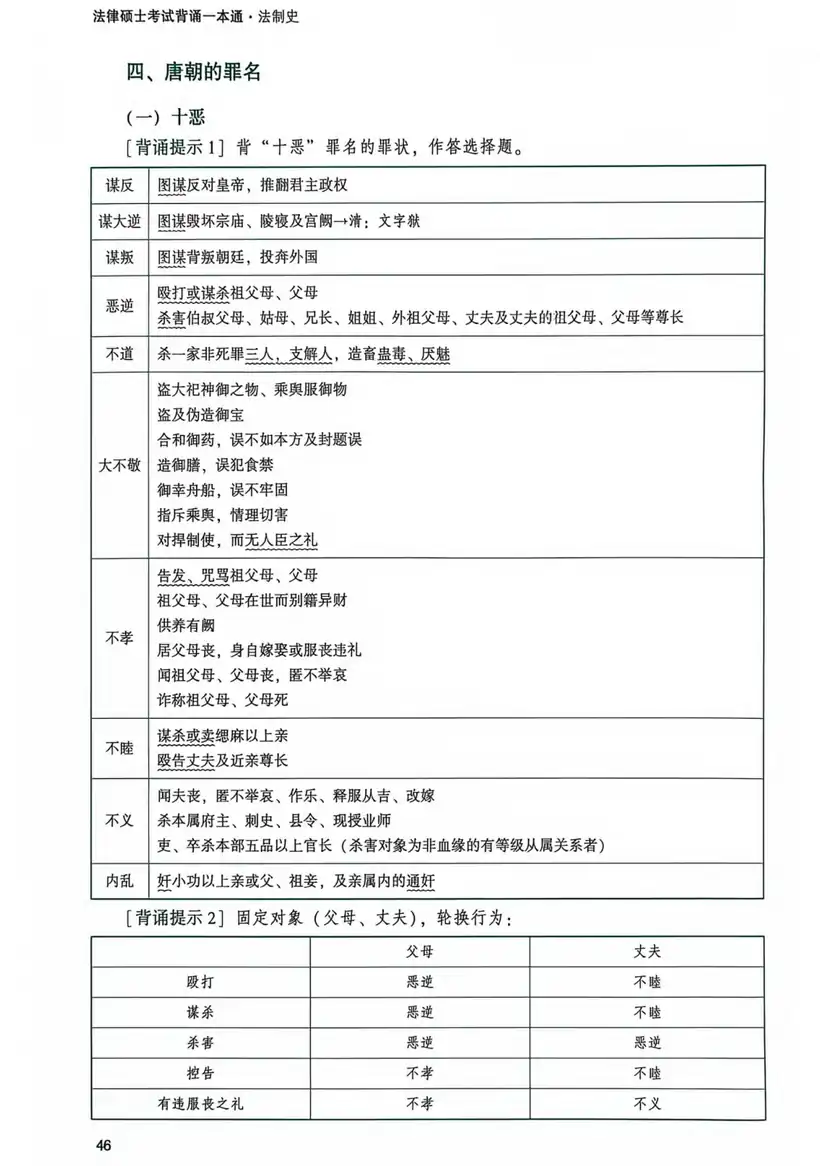 法律硕士考试背诵一本通·法制史
四、唐朝的罪名
(一) 十恶
[背诵提示1] 背“十恶”罪名的罪状，作答选择题。
谋反 图谋反对皇帝，推翻君主政权
谋大逆 图谋毁坏宗庙、陵寝及宫阙→清：文字狱
谋叛 图谋背叛朝廷，投奔外国
恶逆 殴打或谋杀祖父母、父母
杀害伯叔父母、姑母、兄长、姐姐、外祖父母、丈夫及丈夫的祖父母、父母等尊长
不道 杀一家非死罪三人，支解人，造畜蛊毒、厌魅
大不敬 盗大祀神御之物、乘舆服御物
盗及伪造御宝
合和御药，误不如本方及封题误
造御膳，误犯食禁
御幸舟船，误不牢固
指斥乘舆，情理切害
对捍制使，而无人臣之礼
不孝 告发、咒骂祖父母、父母
祖父母、父母在世而别籍异财
供养有阙
居父母丧，身自嫁娶或服丧违礼
闻祖父母、父母丧，匿不举哀
诈称祖父母、父母死
不睦 谋杀或卖缌麻以上亲
殴告丈夫及近亲尊长
不义 闻夫丧，匿不举哀、作乐、释服从吉、改嫁
杀本属府主、刺史、县令、现授业师
吏、卒杀本部五品以上官长（杀害对象为非血缘的有等级从属关系者）
内乱 奸小功以上亲或父、祖妾，及亲属内的通奸
[背诵提示2] 固定对象（父母、丈夫），轮换行为：
父母 丈夫
殴打 恶逆 不睦
谋杀 恶逆 不睦
杀害 恶逆 恶逆
控告 不孝 不睦
有违服丧之礼 不孝 不义
46